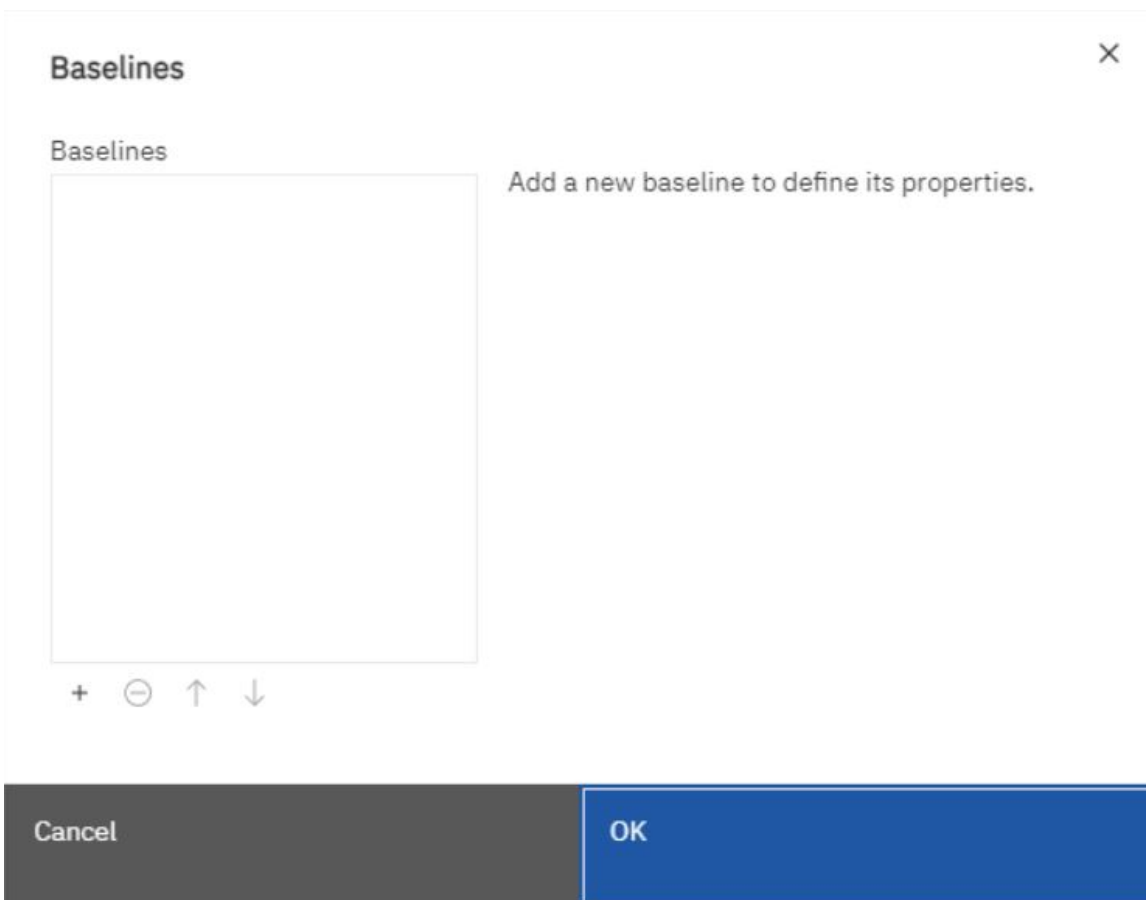 Baselines
Baselines
Add a new baseline to define its properties.
Cancel
OK